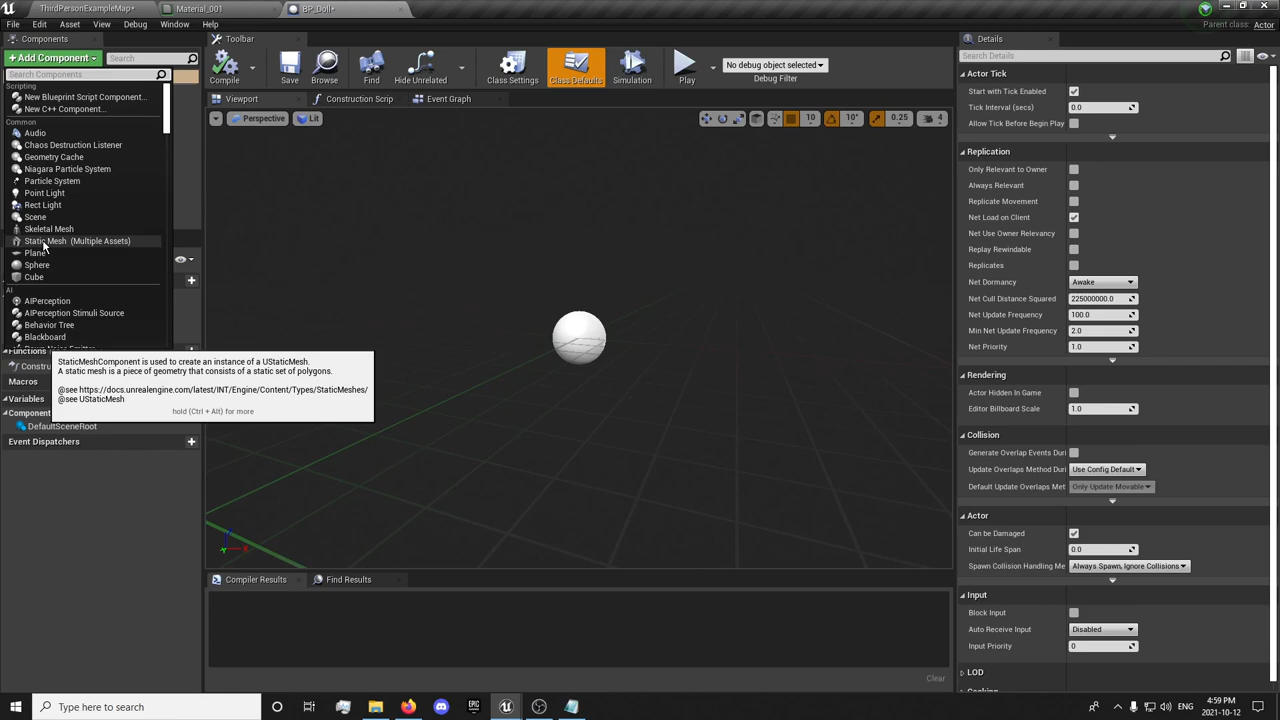 ThirdPersonExampleMap*
Material_001
BP_Doll*
File
Edit
Asset
View
Debug
Window
Help
Parent class: Actor
Components
+Add Component
Search
Search Components
Scripting
New Blueprint Script Component...
New C++ Component...
Common
Audio
Chaos Destruction Listener
Geometry Cache
Niagara Particle System
Particle System
Point Light
Rect Light
Scene
Skeletal Mesh
Static Mesh (Multiple Assets)
Plane
Sphere
Cube
AI
AIPerception
AIPerception Stimuli Source
Behavior Tree
Blackboard
StaticMeshComponent is used to create an instance of a UStaticMesh.
A static mesh is a piece of geometry that consists of a static set of polygons.
@see https://docs.unrealengine.com/latest/INT/Engine/Content/Types/StaticMeshes/
@see UStaticMesh
hold (Ctrl + Alt) for more
Functions
Constru
Macros
Variables
Component
DefaultSceneRoot
Event Dispatchers
Toolbar
Compile
Save
Browse
Find
Hide Unrelated
Class Settings
Class Defaults
Simulation
Play
No debug object selected
Debug Filter
Viewport
Construction Scrip
Event Graph
Perspective
Lit
10
10°
0.25
4
Compiler Results
Find Results
Clear
Details
Search Details
Actor Tick
Start with Tick Enabled
Tick Interval (secs)
0.0
Allow Tick Before Begin Play
Replication
Only Relevant to Owner
Always Relevant
Replicate Movement
Net Load on Client
Net Use Owner Relevancy
Replay Rewindable
Replicates
Net Dormancy
Awake
Net Cull Distance Squared
225000000.0
Net Update Frequency
100.0
Min Net Update Frequency
2.0
Net Priority
1.0
Rendering
Actor Hidden In Game
Editor Billboard Scale
1.0
Collision
Generate Overlap Events Duri
Update Overlaps Method Duri
Use Config Default
Default Update Overlaps Met
Only Update Movable
Actor
Can be Damaged
Initial Life Span
0.0
Spawn Collision Handling Me
Always Spawn, Ignore Collisions
Input
Block Input
Auto Receive Input
Disabled
Input Priority
0
LOD
Type here to search
EPIC
4:59 PM
2021-10-12